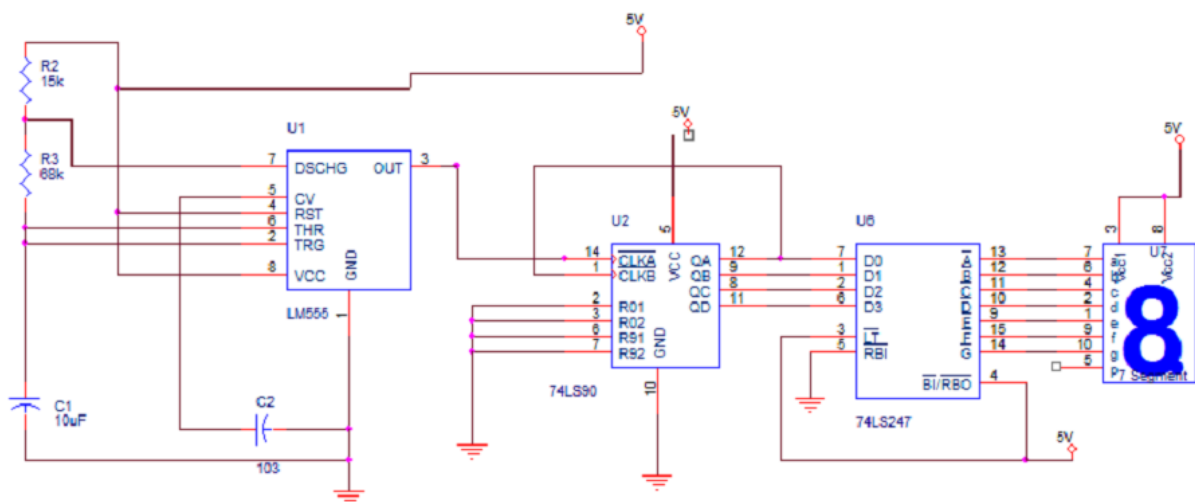 5V
R2
15k
R3
68k
U1
7 DSCHG OUT 3
5 CV
4 RST
6 THR
2 TRG
8 VCC
GND
1
LM555
C1
10uF
C2
103
5V
U2
5
VCC
14 CLKA QA 12
1 CLKB QB 9
QC 8
2 R01 QD 11
3 R02
6 R91
7 R92
GND
10
74LS90
U6
7 D0 A 13
1 D1 B 12
2 D2 C 11
6 D3 D 10
E 9
3 LT F 15
5 RBI G 14
BI/RBO 4
74LS247
5V
5V
3 8
U7
Vcc1 Vcc2
7 a
6 b
4 c
2 d
1 e
9 f
10 g
5 p
8
7 Segment